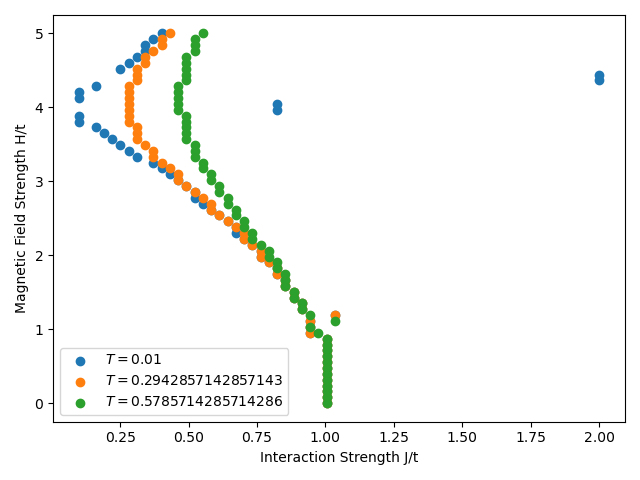 5
4
3
2
1
0
Magnetic Field Strength H/t
T = 0.01
T = 0.2942857142857143
T = 0.5785714285714286
0.25 0.50 0.75 1.00 1.25 1.50 1.75 2.00
Interaction Strength J/t